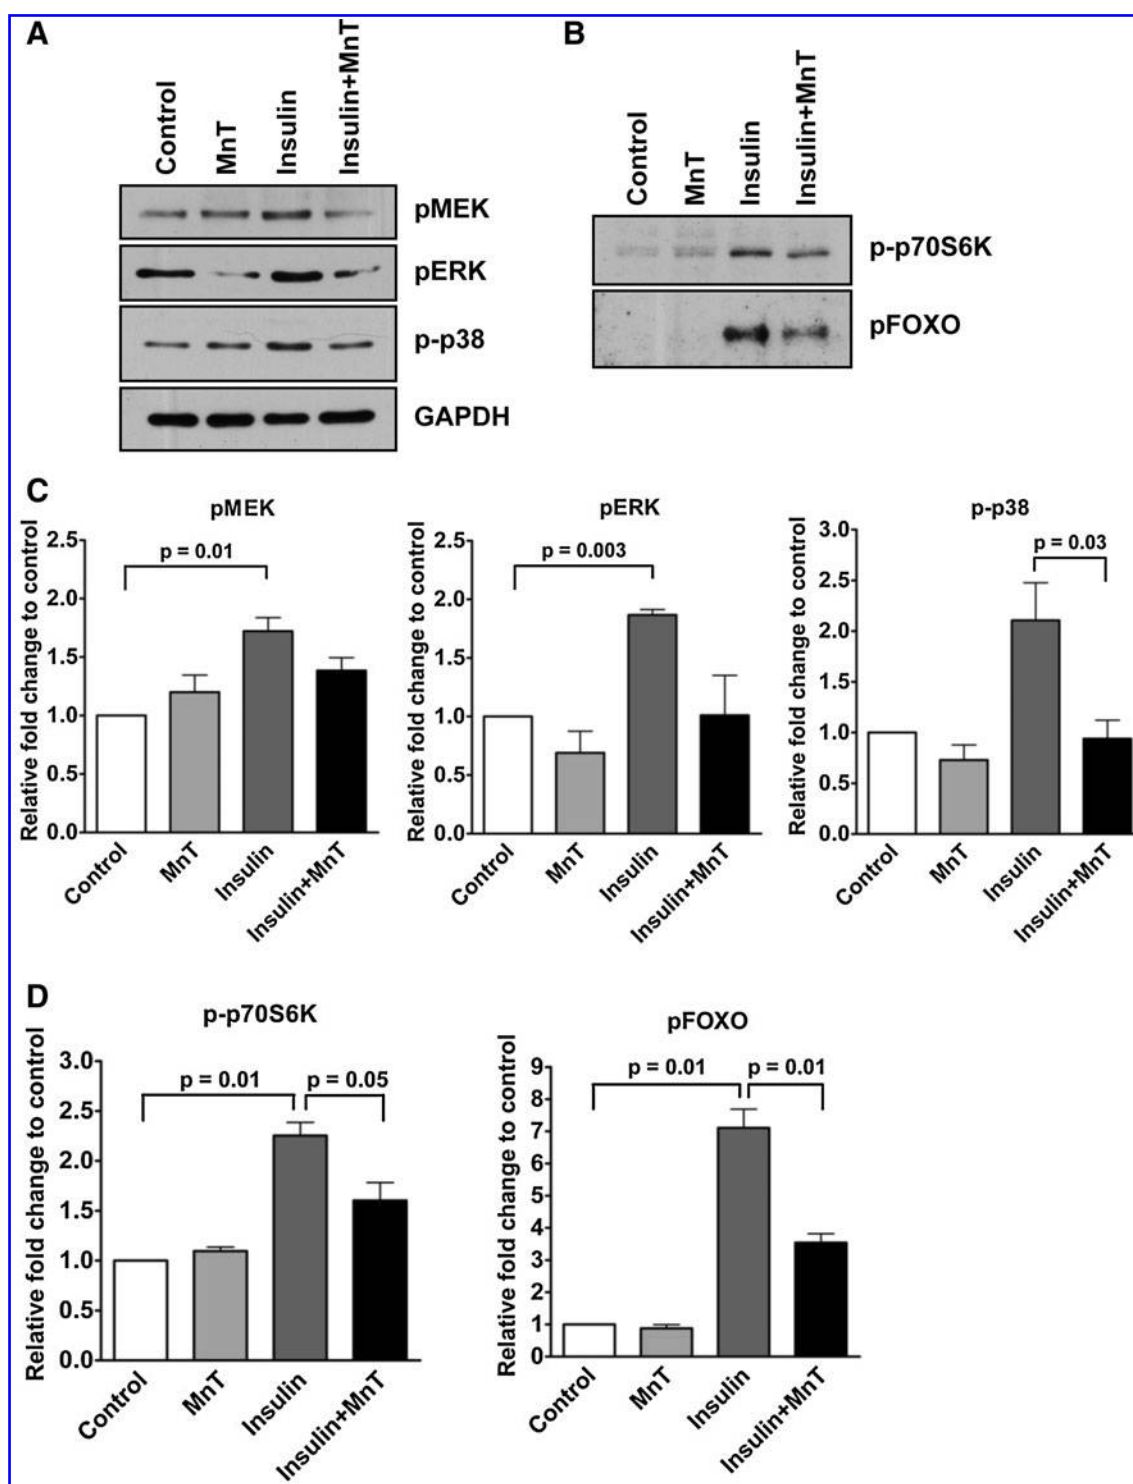 A
Control
MnT
Insulin
Insulin+MnT
pMEK
pERK
p-p38
GAPDH
B
Control
MnT
Insulin
Insulin+MnT
p-p70S6K
pFOXO
C
pMEK
Relative fold change to control
2.5
2.0
1.5
1.0
0.5
0.0
p = 0.01
Control
MnT
Insulin
Insulin+MnT
pERK
Relative fold change to control
2.5
2.0
1.5
1.0
0.5
0.0
p = 0.003
Control
MnT
Insulin
Insulin+MnT
p-p38
Relative fold change to control
3.0
2.5
2.0
1.5
1.0
0.5
0.0
p = 0.03
Control
MnT
Insulin
Insulin+MnT
D
p-p70S6K
Relative fold change to control
3.0
2.5
2.0
1.5
1.0
0.5
0.0
p = 0.01
p = 0.05
Control
MnT
Insulin
Insulin+MnT
pFOXO
Relative fold change to control
9
8
7
6
5
4
3
2
1
0
p = 0.01
p = 0.01
Control
MnT
Insulin
Insulin+MnT